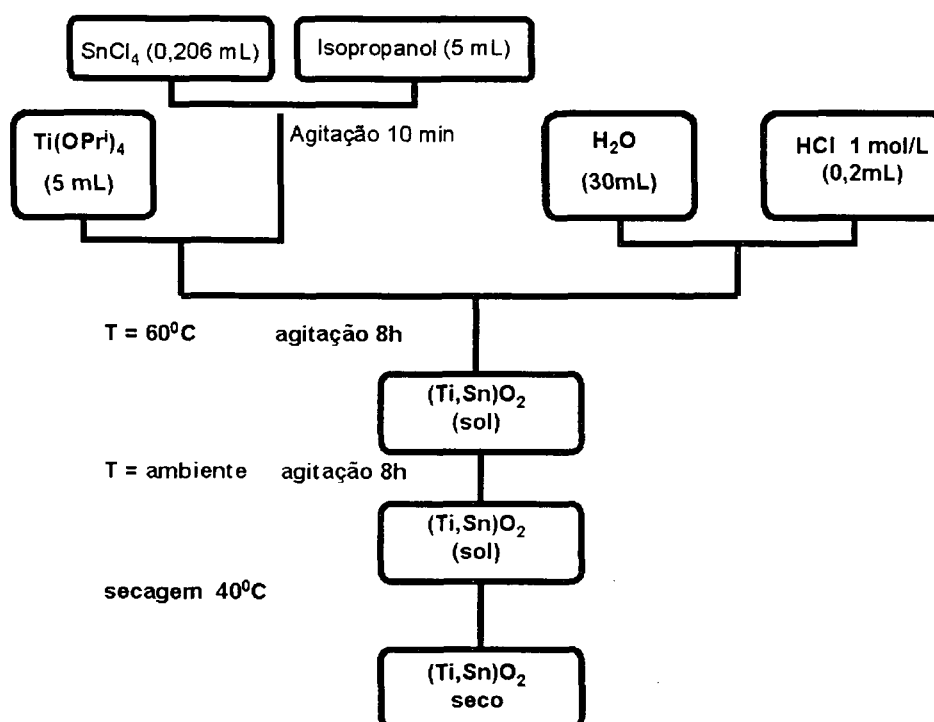 SnCl₄ (0,206 mL)
Isopropanol (5 mL)
Ti(OPrⁱ)₄
(5 mL)
Agitação 10 min
H₂O
(30mL)
HCl 1 mol/L
(0,2mL)
T = 60⁰C agitação 8h
(Ti,Sn)O₂
(sol)
T = ambiente agitação 8h
(Ti,Sn)O₂
(sol)
secagem 40⁰C
(Ti,Sn)O₂
seco